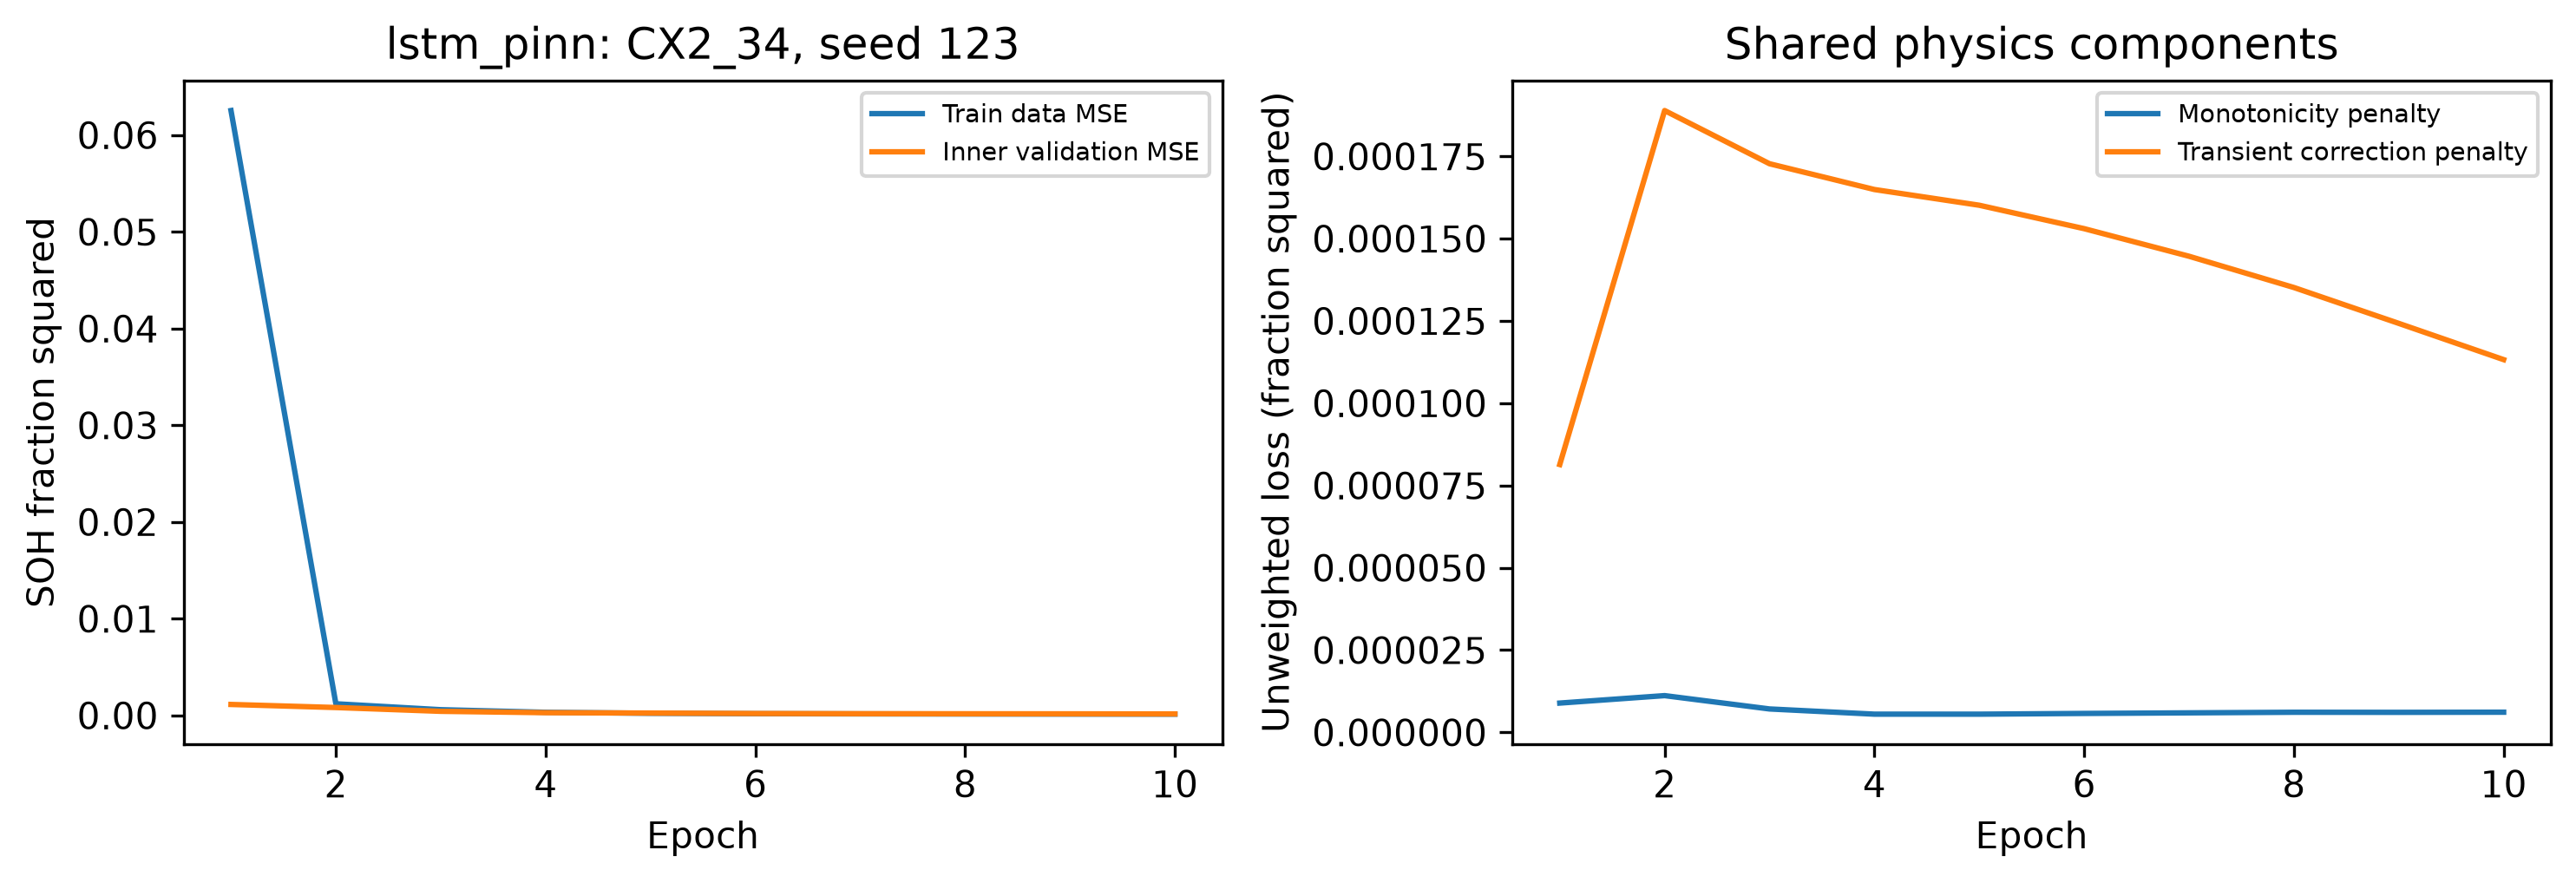 lstm_pinn: CX2_34, seed 123
SOH fraction squared
0.06
0.05
0.04
0.03
0.02
0.01
0.00
Train data MSE
Inner validation MSE
2 4 6 8 10
Epoch
Shared physics components
Unweighted loss (fraction squared)
0.000175
0.000150
0.000125
0.000100
0.000075
0.000050
0.000025
0.000000
Monotonicity penalty
Transient correction penalty
2 4 6 8 10
Epoch